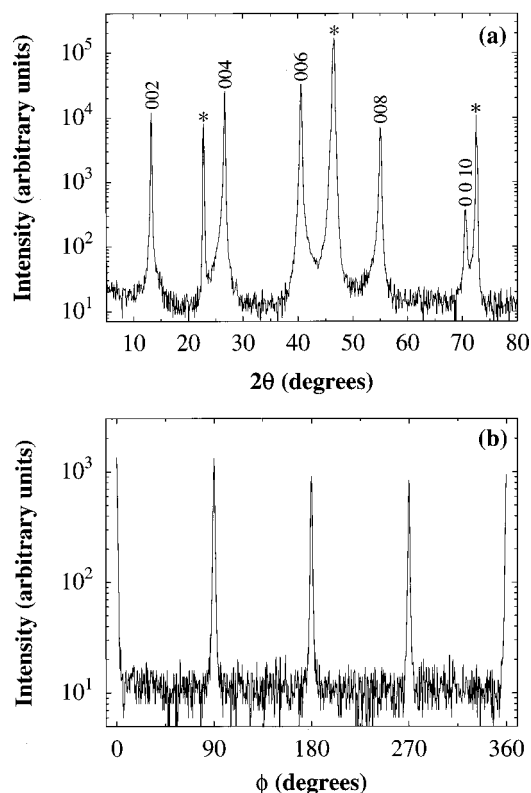 (a)
Intensity (arbitrary units)
10⁵
10⁴
10³
10²
10¹
002
*
004
006
*
008
0 0 10
*
10 20 30 40 50 60 70 80
2θ (degrees)
(b)
Intensity (arbitrary units)
10³
10²
10¹
0 90 180 270 360
ϕ (degrees)